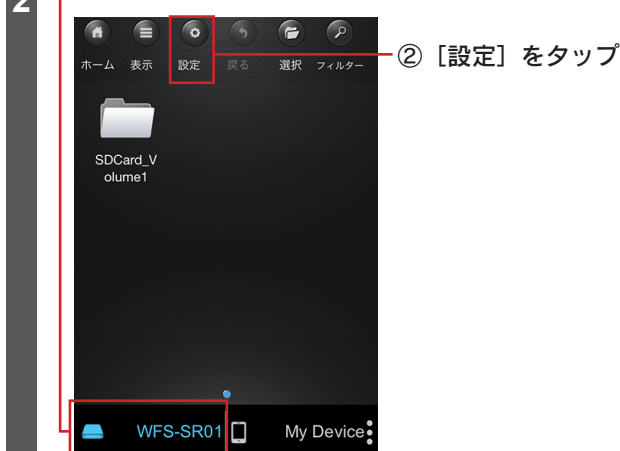 2
ホーム 表示 設定 戻る 選択 フィルター
② [設定] をタップ
SDCard_V
olume1
WFS-SR01 My Device